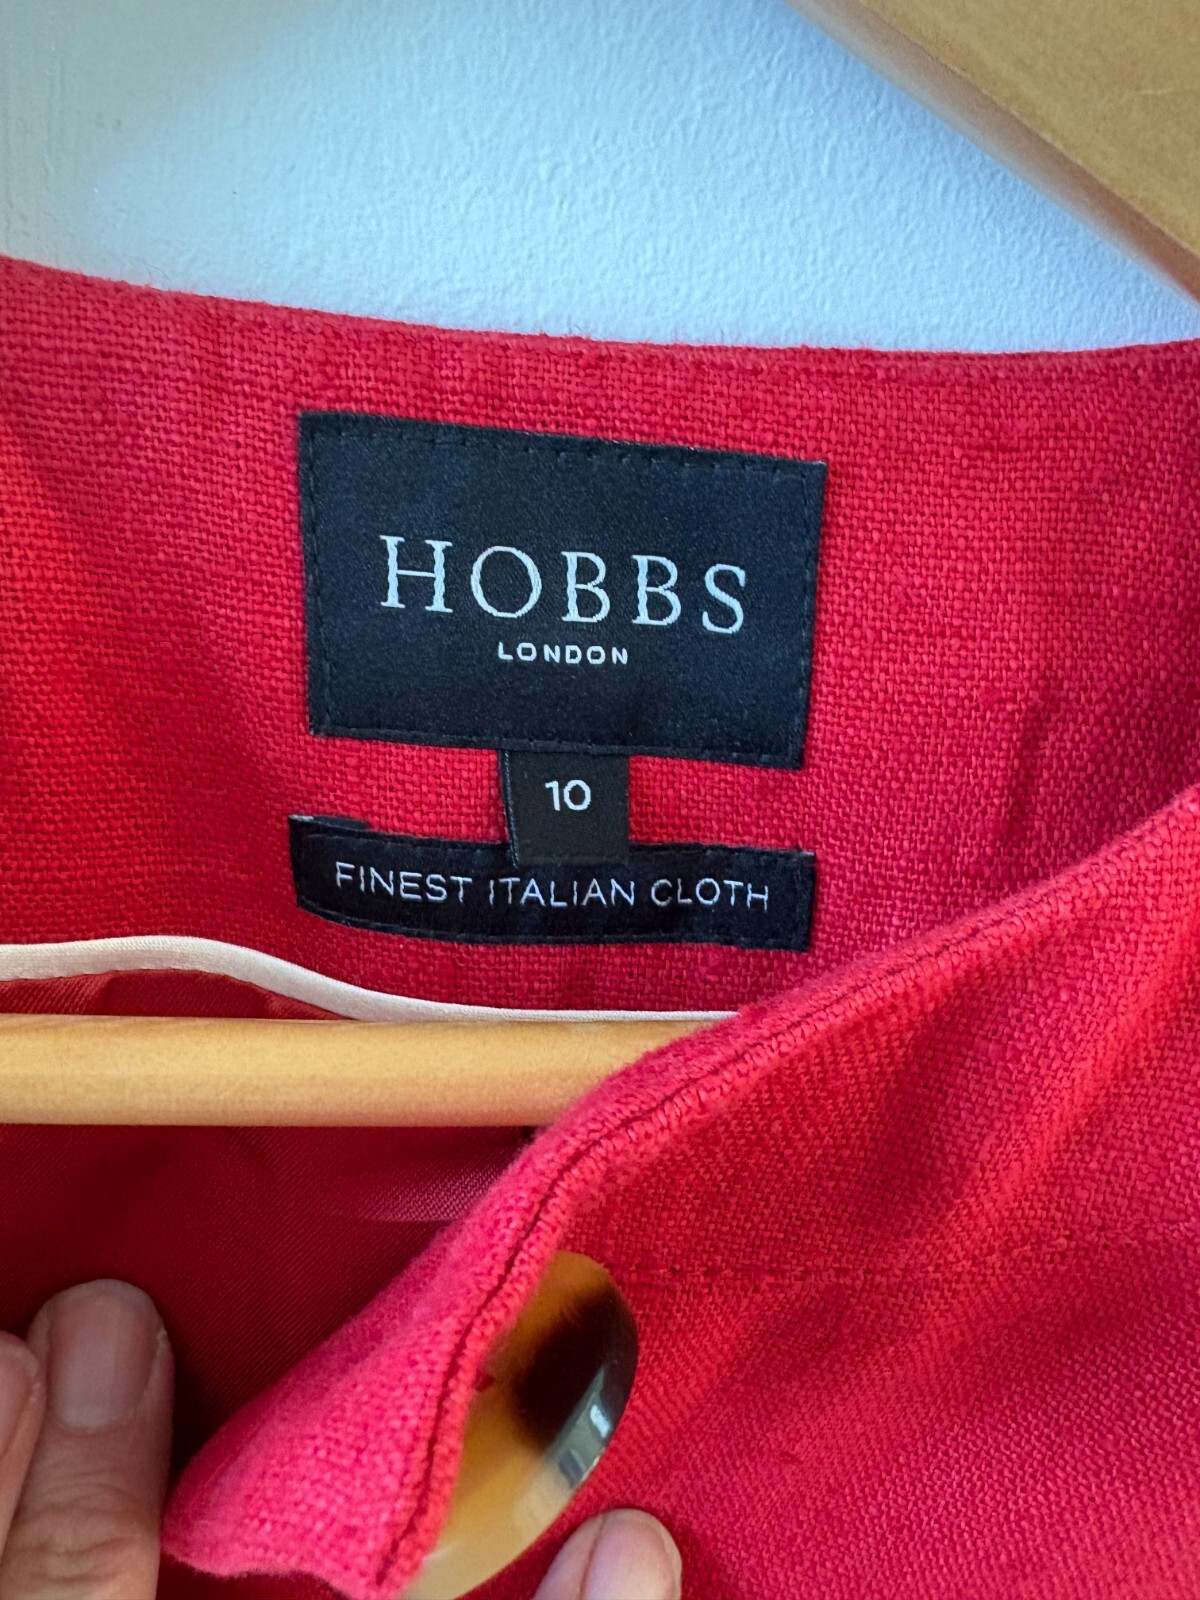 HOBBS
LONDON
10
FINEST ITALIAN CLOTH